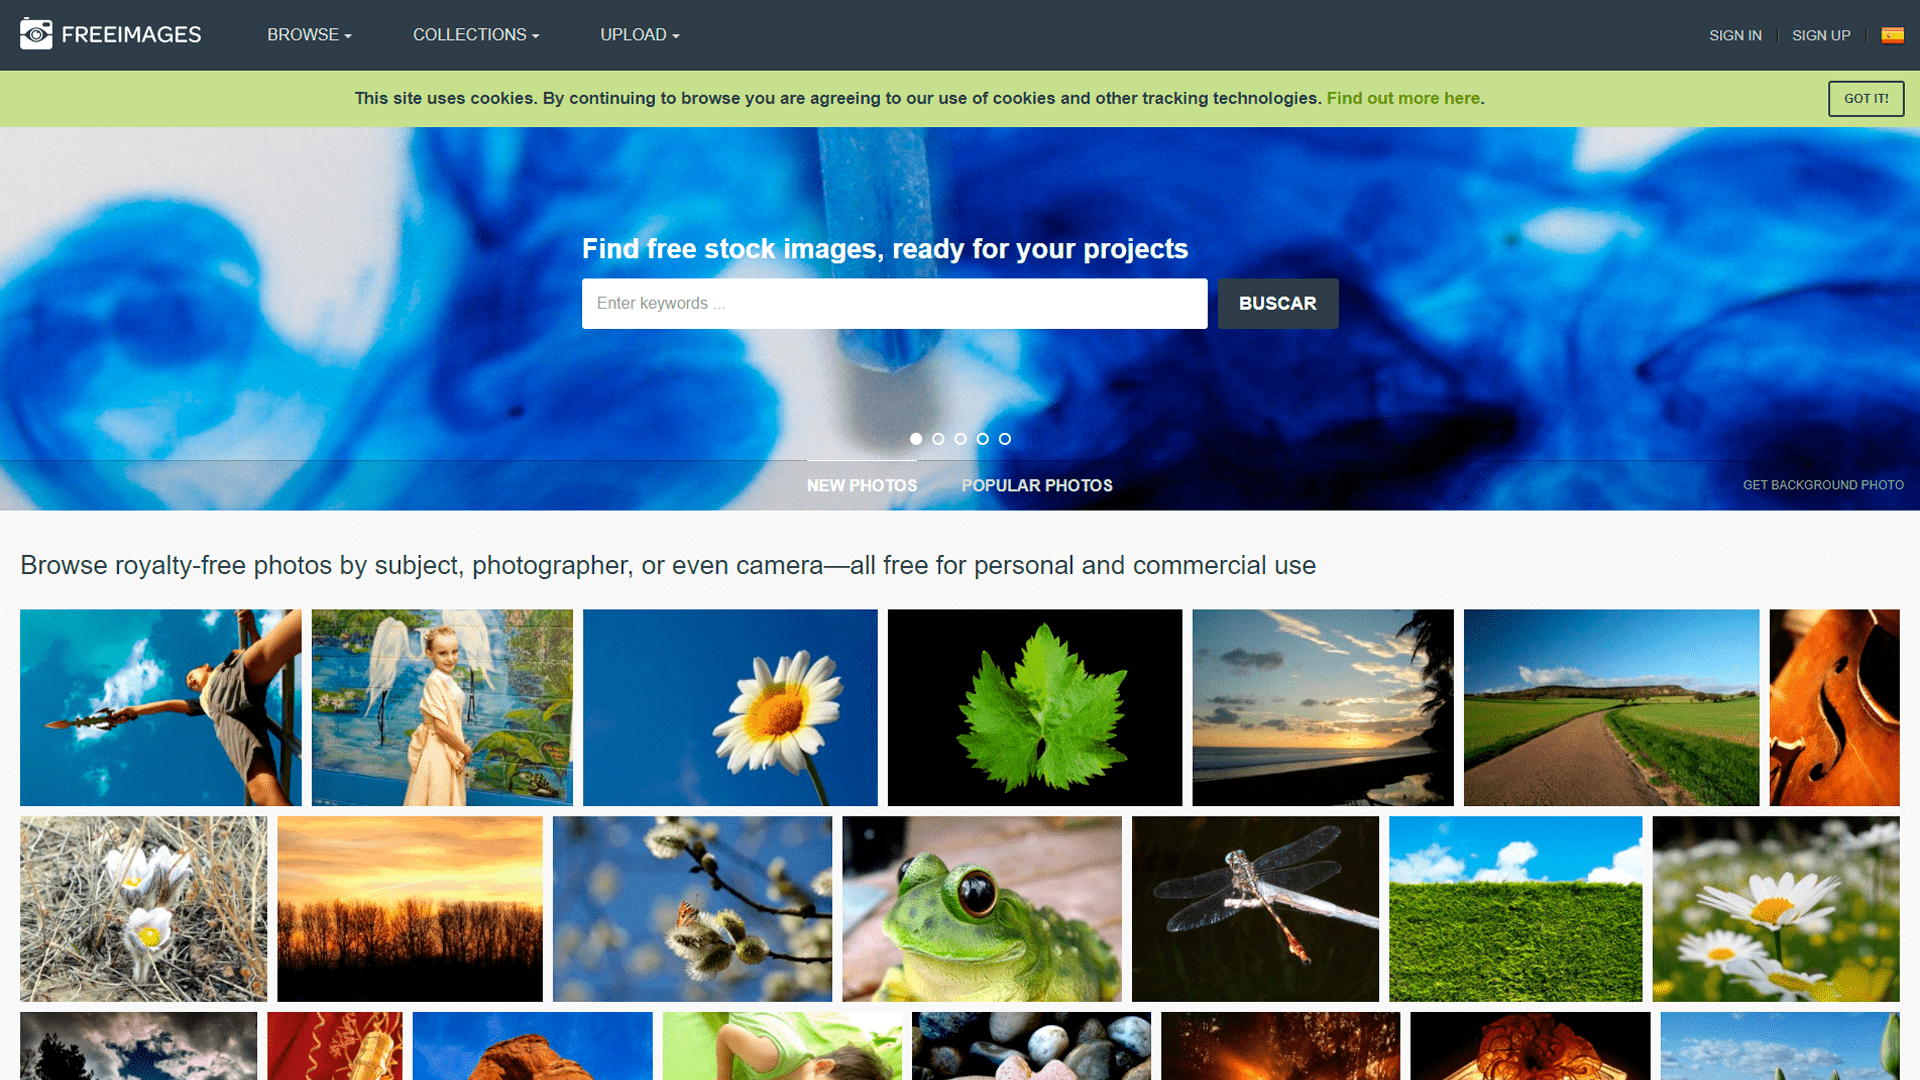 FREEIMAGES
BROWSE
COLLECTIONS
UPLOAD
SIGN IN
SIGN UP
This site uses cookies. By continuing to browse you are agreeing to our use of cookies and other tracking technologies. Find out more here.
GOT IT!
Find free stock images, ready for your projects
Enter keywords ...
BUSCAR
NEW PHOTOS
POPULAR PHOTOS
GET BACKGROUND PHOTO
Browse royalty-free photos by subject, photographer, or even camera—all free for personal and commercial use